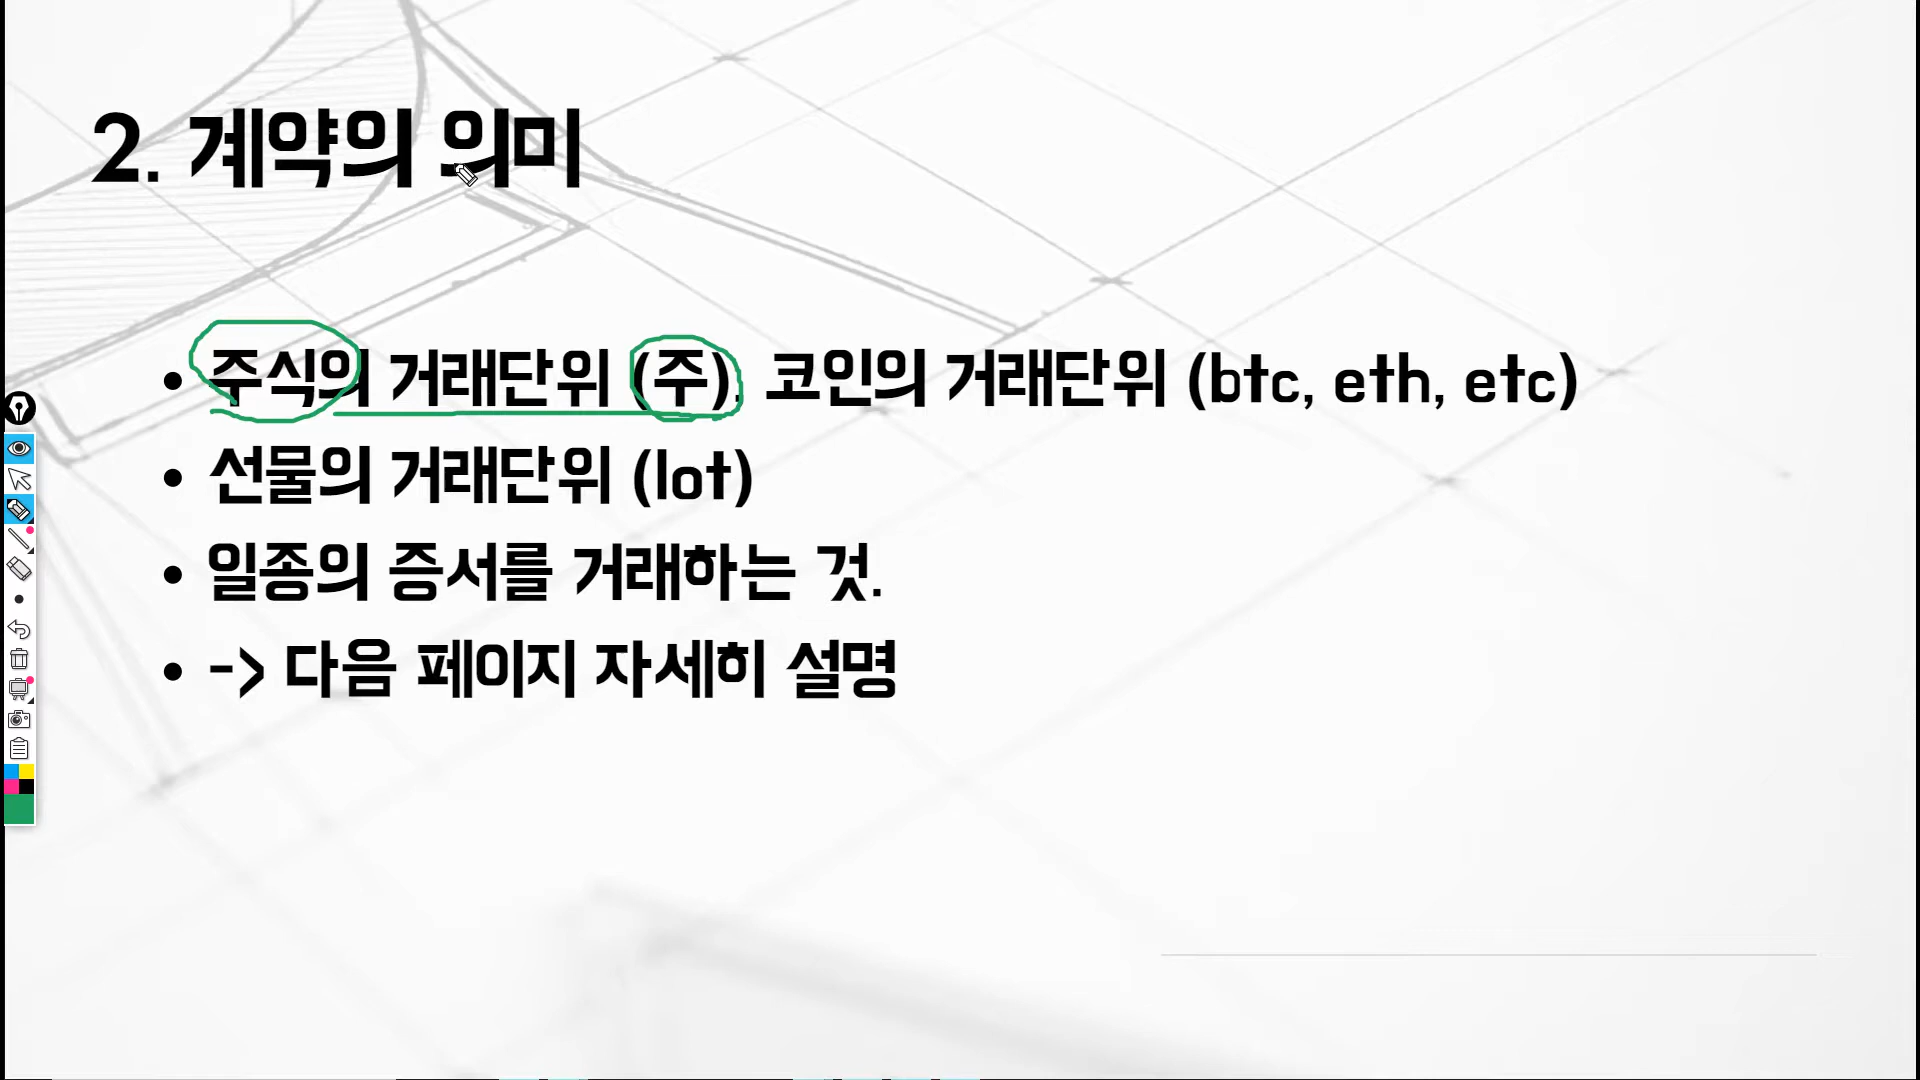 2. 계약의 의미
• 주식의 거래단위 (주), 코인의 거래단위 (btc, eth, etc)
• 선물의 거래단위 (lot)
• 일종의 증서를 거래하는 것.
• -> 다음 페이지 자세히 설명